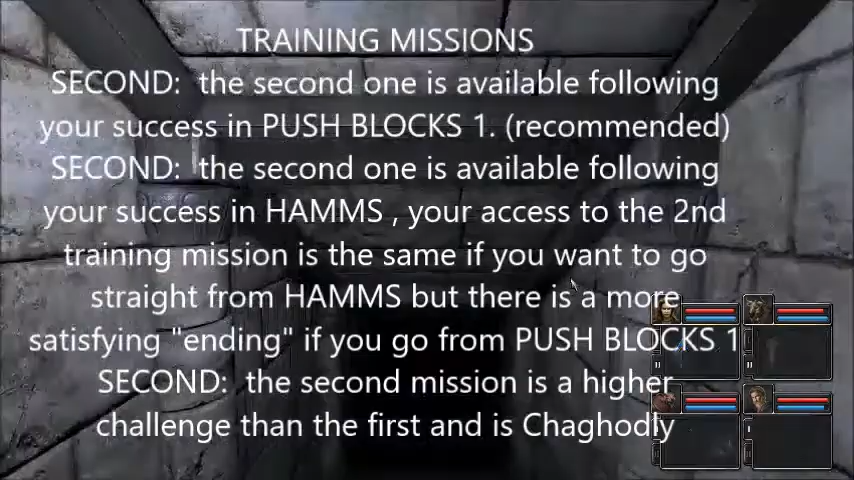 TRAINING MISSIONS
SECOND:  the second one is available following
your success in PUSH BLOCKS 1. (recommended)
SECOND:  the second one is available following
your success in HAMMS , your access to the 2nd
training mission is the same if you want to go
straight from HAMMS but there is a more
satisfying "ending" if you go from PUSH BLOCKS 1
SECOND:  the second mission is a higher
challenge than the first and is Chaghodly